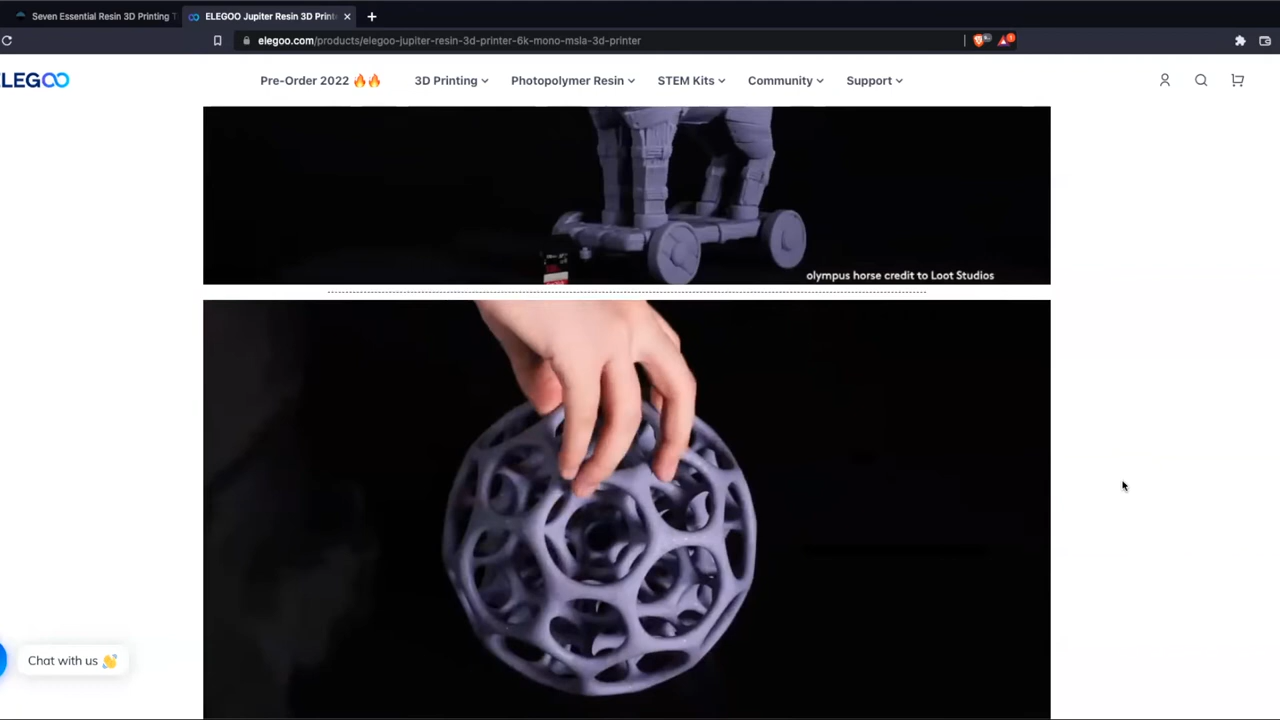 Seven Essential Resin 3D Printing T
ELEGOO Jupiter Resin 3D Print
elegoo.com/products/elegoo-jupiter-resin-3d-printer-6k-mono-msla-3d-printer
ELEGOO
Pre-Order 2022 🔥🔥
3D Printing
Photopolymer Resin
STEM Kits
Community
Support
olympus horse credit to Loot Studios
Chat with us 👋